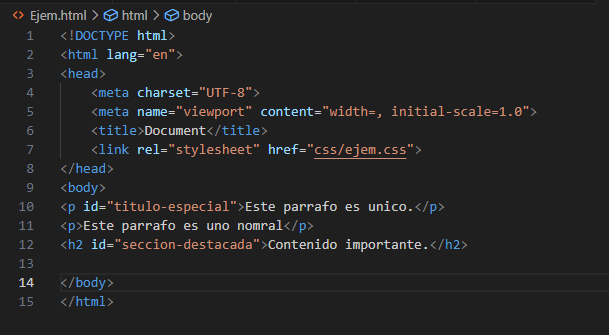 Ejem.html > html > body
1 <!DOCTYPE html>
2 <html lang="en">
3 <head>
4     <meta charset="UTF-8">
5     <meta name="viewport" content="width=, initial-scale=1.0">
6     <title>Document</title>
7     <link rel="stylesheet" href="css/ejem.css">
8 </head>
9 <body>
10 <p id="titulo-especial">Este parrafo es unico.</p>
11 <p>Este parrafo es uno nomral</p>
12 <h2 id="seccion-destacada">Contenido importante.</h2>
13
14 </body>
15 </html>